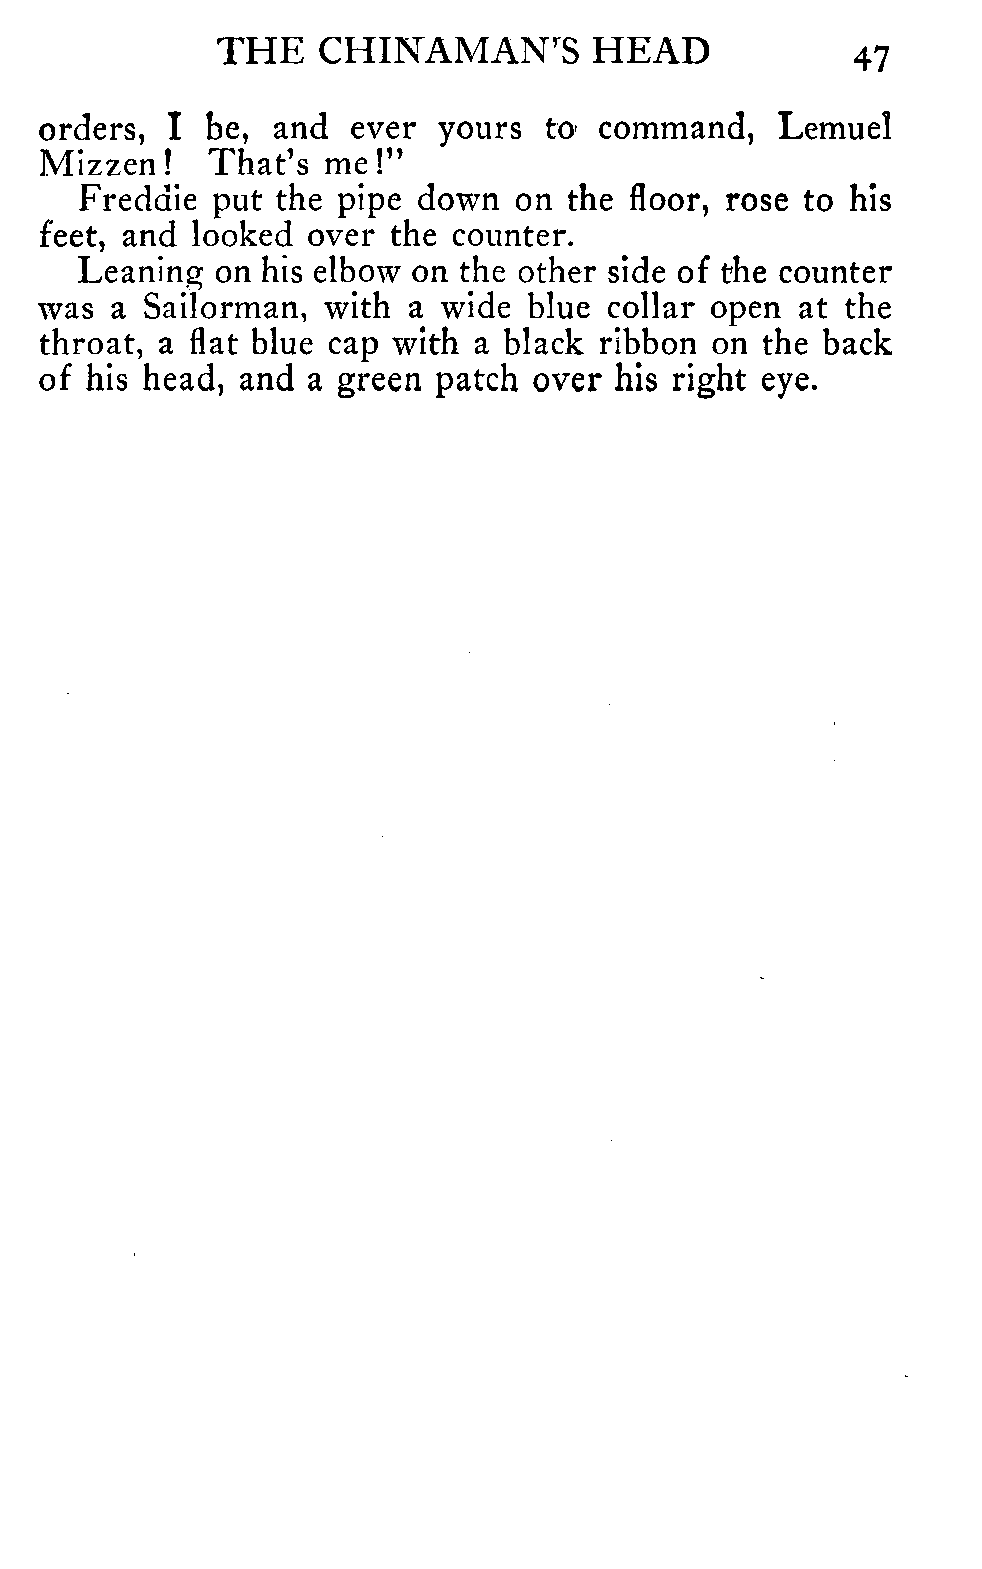 THE CHINAMAN'S HEAD 47
orders, I be, and ever yours to command, Lemuel
Mizzen! That's me!"
Freddie put the pipe down on the floor, rose to his
feet, and looked over the counter.
Leaning on his elbow on the other side of the counter
was a Sailorman, with a wide blue collar open at the
throat, a flat blue cap with a black ribbon on the back
of his head, and a green patch over his right eye.